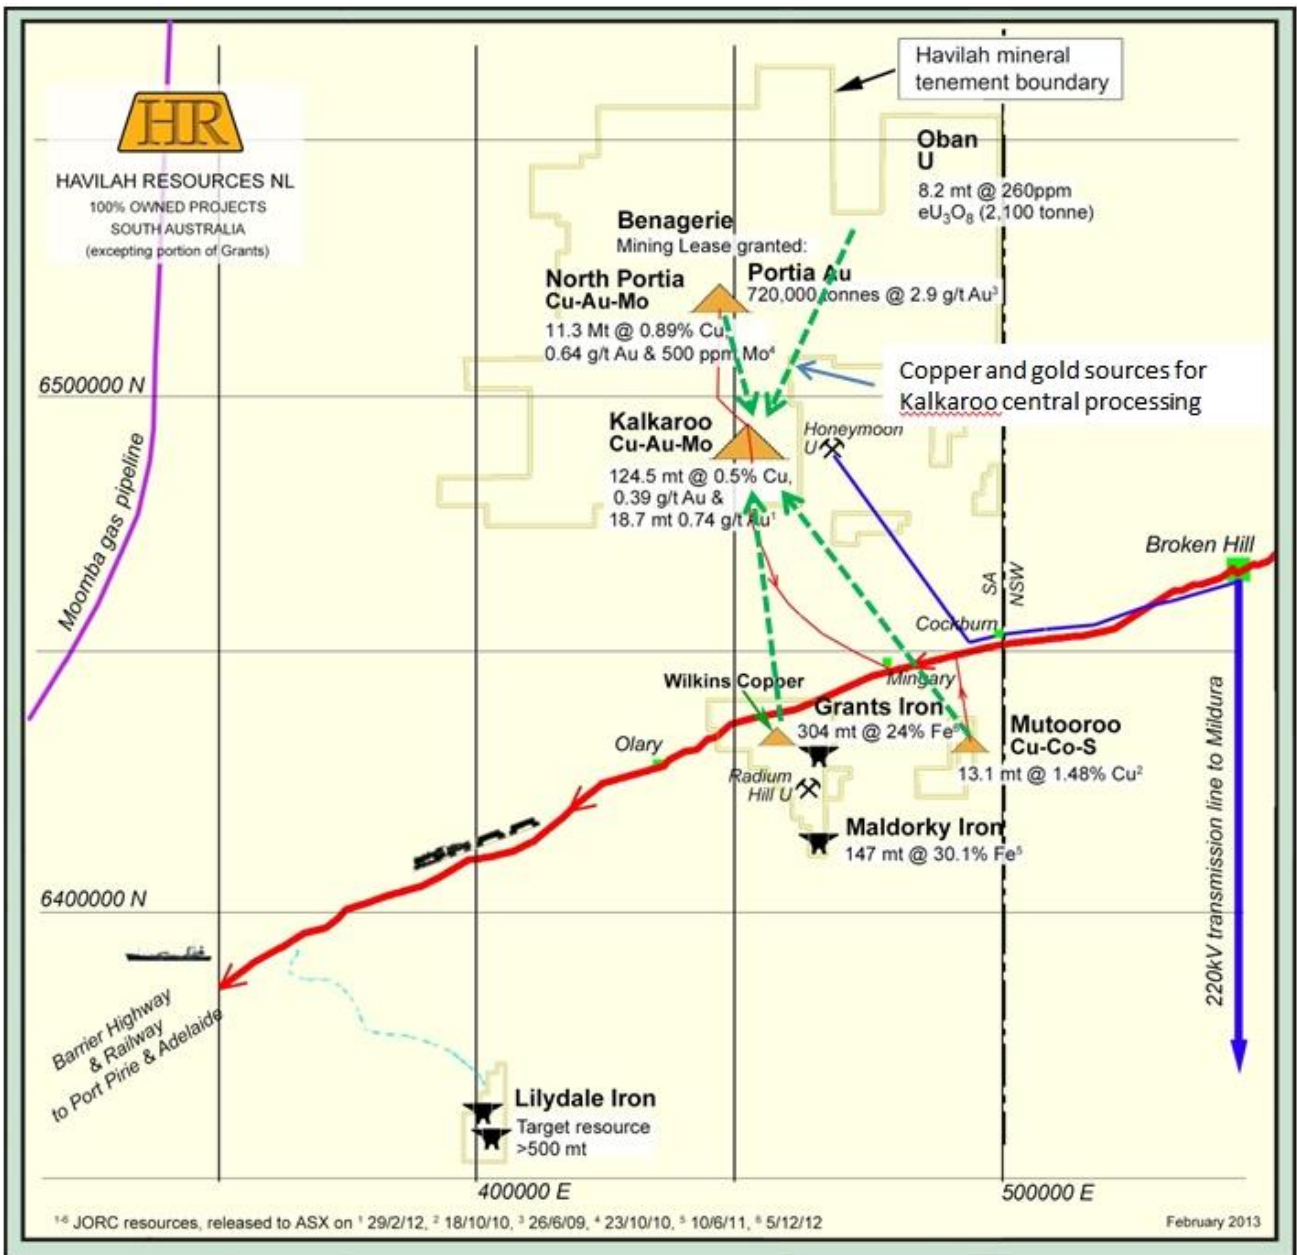 Havilah mineral
tenement boundary
HR
HAVILAH RESOURCES NL
100% OWNED PROJECTS
SOUTH AUSTRALIA
(excepting portion of Grants)
Oban
U
8.2 mt @ 260ppm
eU₃O₈ (2,100 tonne)
Benagerie
Mining Lease granted:
North Portia
Cu-Au-Mo
11.3 Mt @ 0.89% Cu,
0.64 g/t Au & 500 ppm Mo⁴
Portia Au
720,000 tonnes @ 2.9 g/t Au³
6500000 N
Copper and gold sources for
Kalkaroo central processing
Kalkaroo
Cu-Au-Mo
124.5 mt @ 0.5% Cu,
0.39 g/t Au &
18.7 mt 0.74 g/t Au¹
Honeymoon
U
Moomba gas pipeline
Broken Hill
SA
NSW
Cockburn
Mingary
Wilkins Copper
Grants Iron
304 mt @ 24% Fe⁶
Mutooroo
Cu-Co-S
13.1 mt @ 1.48% Cu²
Olary
Radium
Hill U
Maldorky Iron
147 mt @ 30.1% Fe⁵
220kV transmission line to Mildura
6400000 N
Barrier Highway
& Railway
to Port Pirie & Adelaide
Lilydale Iron
Target resource
>500 mt
400000 E
500000 E
¹⁻⁶ JORC resources, released to ASX on ¹ 29/2/12, ² 18/10/10, ³ 26/6/09, ⁴ 23/10/10, ⁵ 10/6/11, ⁶ 5/12/12
February 2013